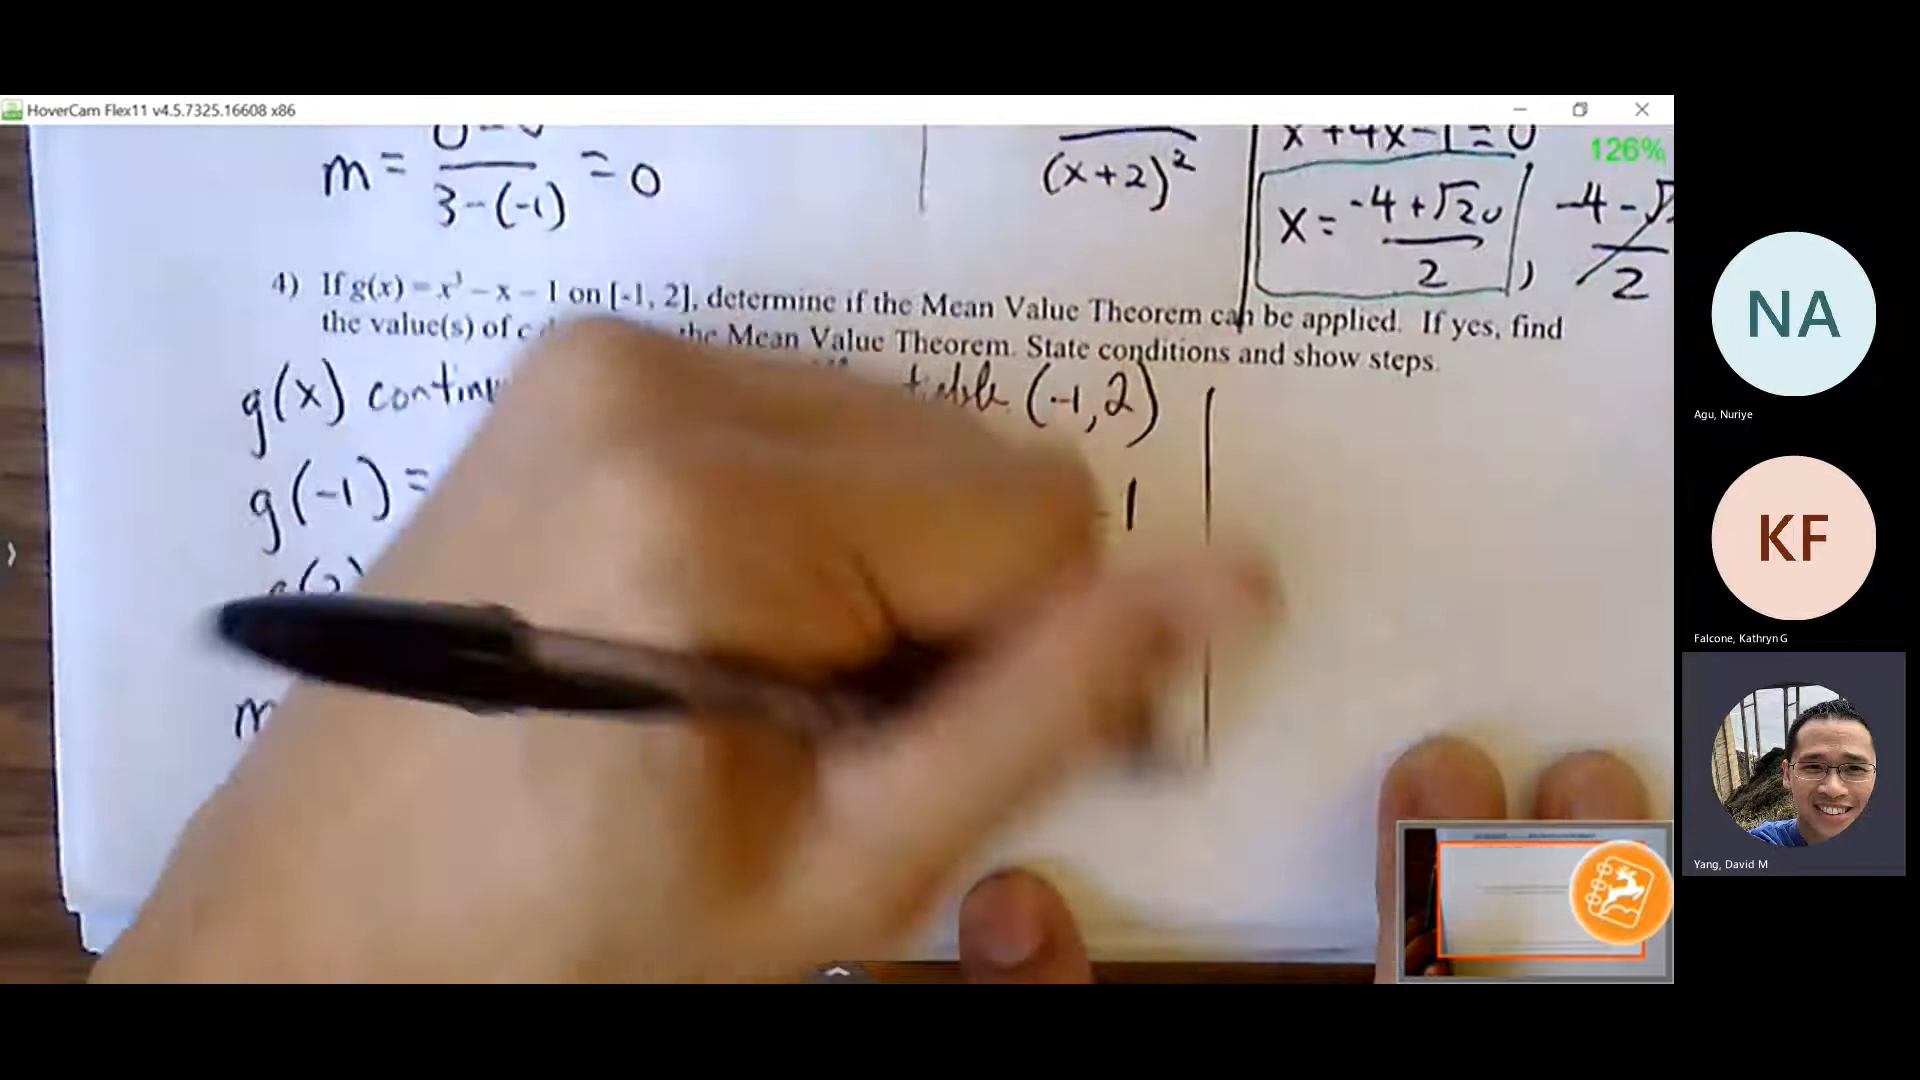 HoverCam Flex11 v4.5.7325.16608 x86
126%
m = 0 - 0 / 3-(-1) = 0
(x+2)²
x +4x-1=0
x = -4+√20 / 2 , -4-√ / 2
4) If g(x) = x³ – x – 1 on [-1, 2], determine if the Mean Value Theorem can be applied. If yes, find
the value(s) of c the Mean Value Theorem. State conditions and show steps.
g(x) (-1,2)
g(-1) = - 1
m
NA
Agu, Nuriye
KF
Falcone, Kathryn G
Yang, David M